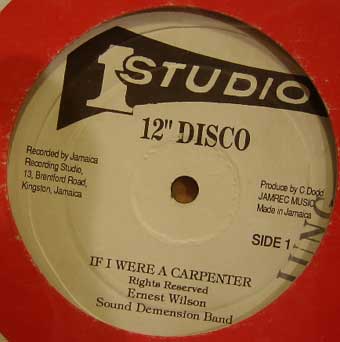 1 STUDIO
12" DISCO
Recorded by Jamaica
Recording Studio,
13, Brentford Road,
Kingston, Jamaica
Produce by C.Dodd
JAMREC MUSIC
Made in Jamaica
SIDE 1
IF I WERE A CARPENTER
Rights Reserved
Ernest Wilson
Sound Demension Band